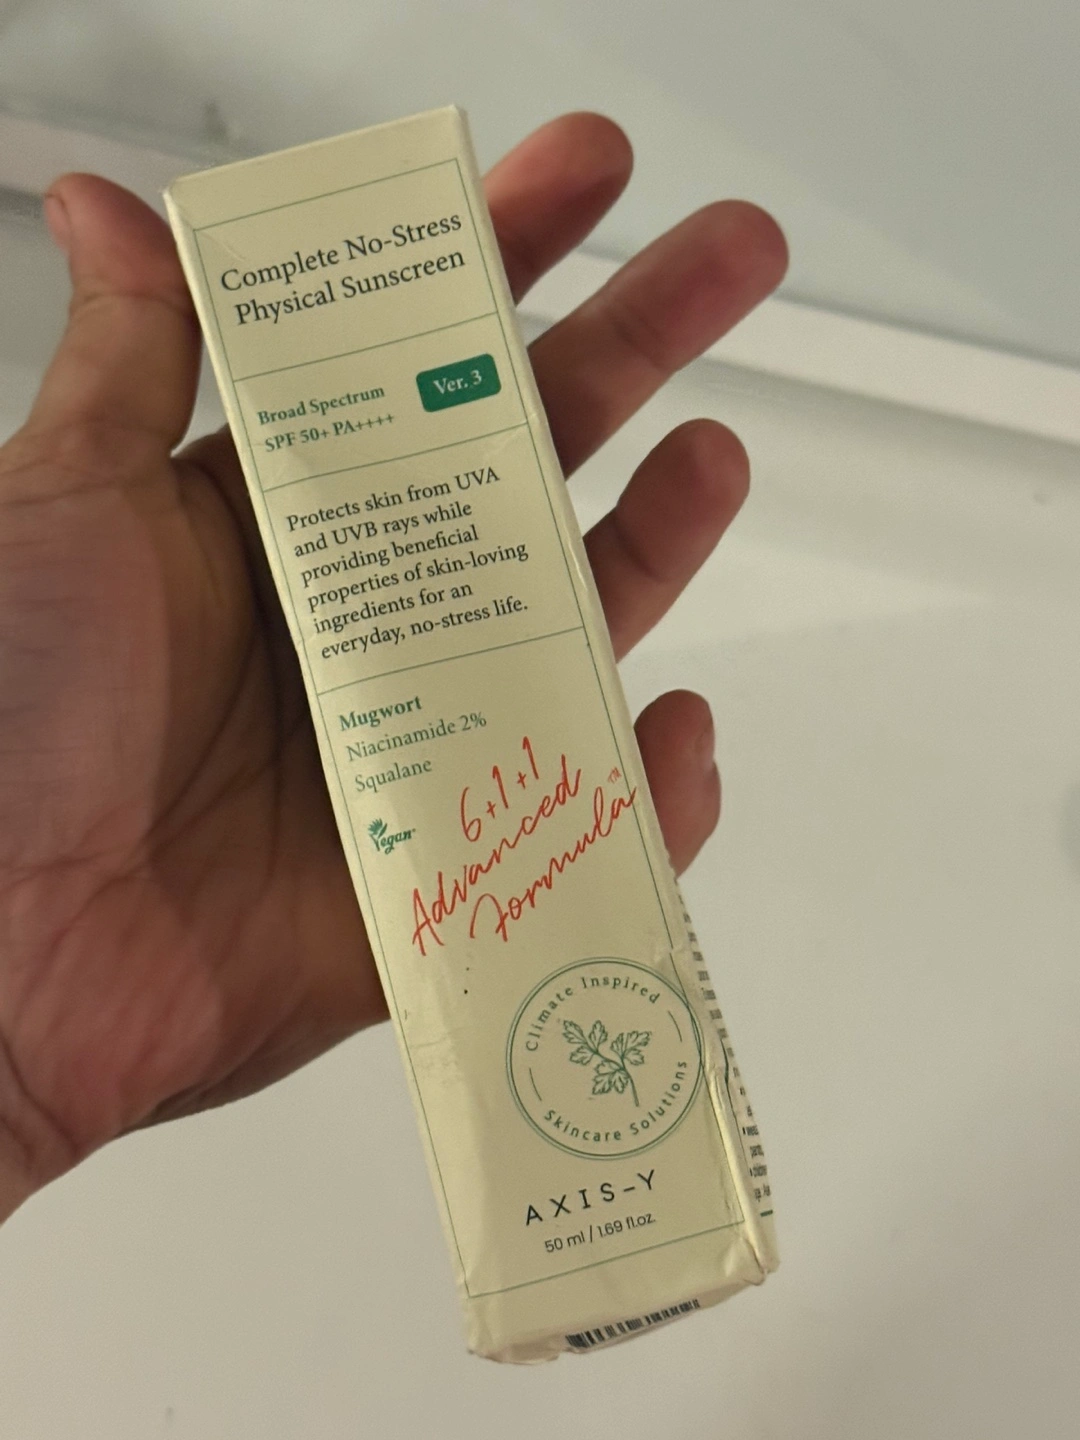 Complete No-Stress
Physical Sunscreen
Broad Spectrum
SPF 50+ PA++++
Ver. 3
Protects skin from UVA
and UVB rays while
providing beneficial
properties of skin-loving
ingredients for an
everyday, no-stress life.
Mugwort
Niacinamide 2%
Squalane
Vegan
6+1+1
Advanced
Formula™
Climate Inspired
Skincare Solutions
AXIS-Y
50 ml / 1.69 fl.oz.